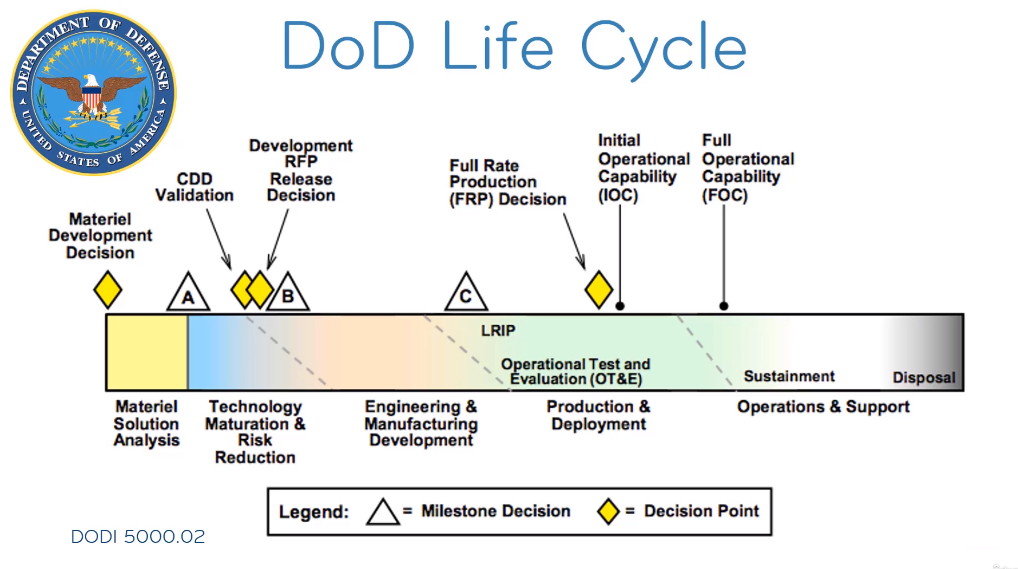 DEPARTMENT OF DEFENSE
UNITED STATES OF AMERICA
DoD Life Cycle
Materiel
Development
Decision
CDD
Validation
Development
RFP
Release
Decision
Full Rate
Production
(FRP) Decision
Initial
Operational
Capability
(IOC)
Full
Operational
Capability
(FOC)
A
B
C
LRIP
Operational Test and
Evaluation (OT&E)
Sustainment
Disposal
Materiel
Solution
Analysis
Technology
Maturation &
Risk
Reduction
Engineering &
Manufacturing
Development
Production &
Deployment
Operations & Support
Legend:
= Milestone Decision
= Decision Point
DODI 5000.02